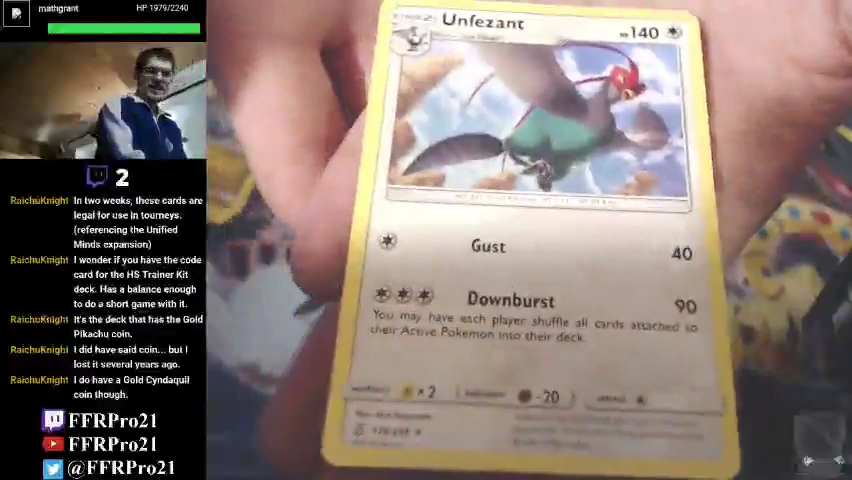 mathgrant
HP 1979/2240
2
RaichuKnight In two weeks, these cards are
legal for use in tourneys.
(referencing the Unified
Minds expansion)
RaichuKnight I wonder if you have the code
card for the HS Trainer Kit
deck. Has a balance enough
to do a short game with it.
RaichuKnight It's the deck that has the Gold
Pikachu coin.
RaichuKnight I did have said coin... but I
lost it several years ago.
RaichuKnight I do have a Gold Cyndaquil
coin though.
FFRPro21
FFRPro21
@FFRPro21
Unfezant
HP 140
Gust 40
Downburst 90
You may have each player shuffle all cards attached to
their Active Pokémon into their deck.
× 2
-20